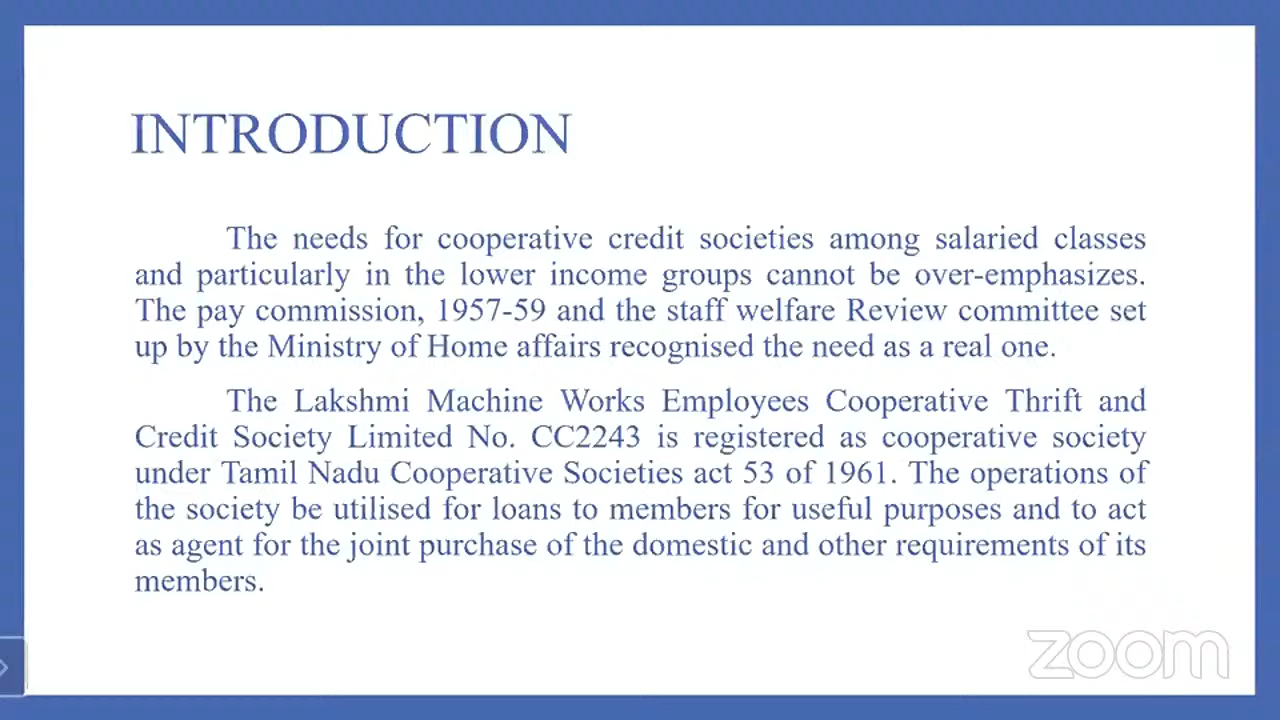 INTRODUCTION
The needs for cooperative credit societies among salaried classes
and particularly in the lower income groups cannot be over-emphasizes.
The pay commission, 1957-59 and the staff welfare Review committee set
up by the Ministry of Home affairs recognised the need as a real one.
The Lakshmi Machine Works Employees Cooperative Thrift and
Credit Society Limited No. CC2243 is registered as cooperative society
under Tamil Nadu Cooperative Societies act 53 of 1961. The operations of
the society be utilised for loans to members for useful purposes and to act
as agent for the joint purchase of the domestic and other requirements of its
members.
zoom